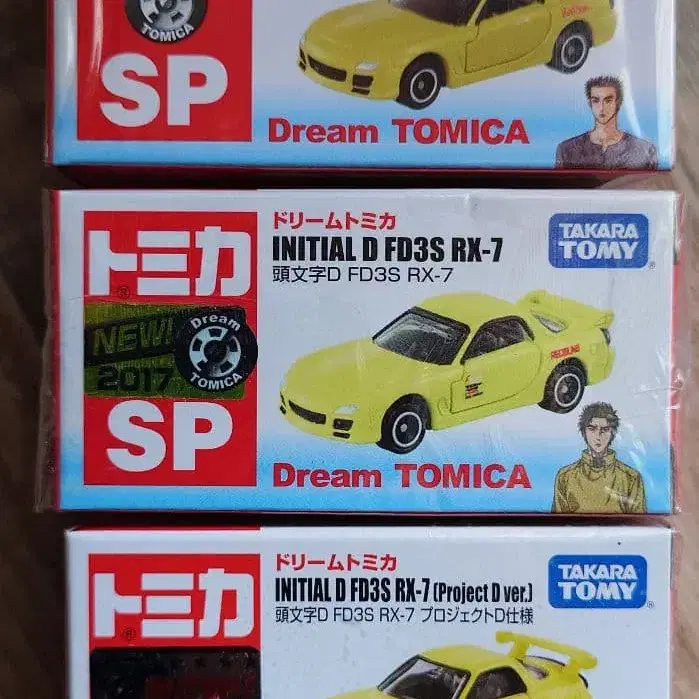 TOMICA
SP
Dream TOMICA
トミカ
ドリームトミカ
INITIAL D FD3S RX-7
頭文字D FD3S RX-7
TAKARA
TOMY
NEW!
2017
Dream
TOMICA
REDSUNS
SP
Dream TOMICA
トミカ
ドリームトミカ
INITIAL D FD3S RX-7 (Project D ver.)
頭文字D FD3S RX-7 プロジェクトD仕様
TAKARA
TOMY